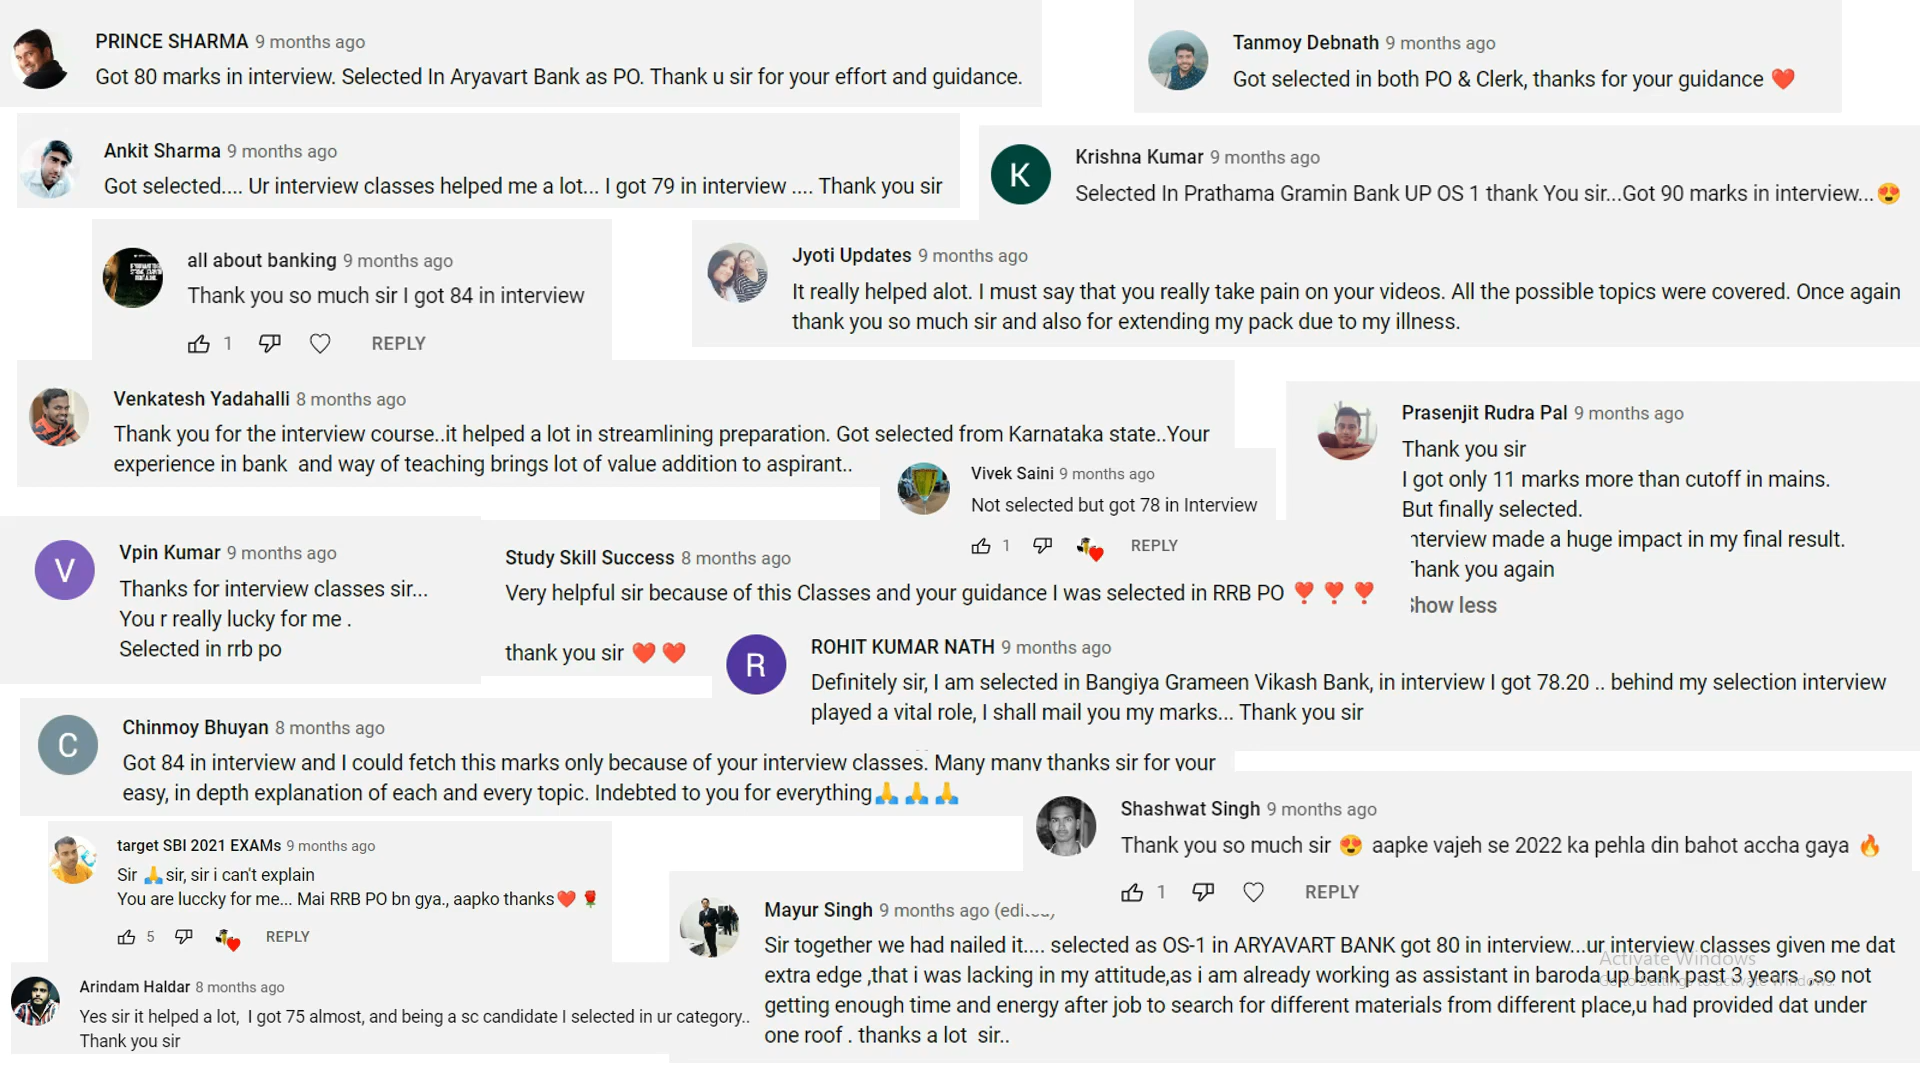 PRINCE SHARMA 9 months ago
Got 80 marks in interview. Selected In Aryavart Bank as PO. Thank u sir for your effort and guidance.
Tanmoy Debnath 9 months ago
Got selected in both PO & Clerk, thanks for your guidance ❤️
Ankit Sharma 9 months ago
Got selected.... Ur interview classes helped me a lot... I got 79 in interview .... Thank you sir
K
Krishna Kumar 9 months ago
Selected In Prathama Gramin Bank UP OS 1 thank You sir...Got 90 marks in interview...😍
all about banking 9 months ago
Thank you so much sir I got 84 in interview
1 REPLY
Jyoti Updates 9 months ago
It really helped alot. I must say that you really take pain on your videos. All the possible topics were covered. Once again
thank you so much sir and also for extending my pack due to my illness.
Venkatesh Yadahalli 8 months ago
Thank you for the interview course..it helped a lot in streamlining preparation. Got selected from Karnataka state..Your
experience in bank and way of teaching brings lot of value addition to aspirant..
Vivek Saini 9 months ago
Not selected but got 78 in Interview
1 REPLY
Prasenjit Rudra Pal 9 months ago
Thank you sir
I got only 11 marks more than cutoff in mains.
But finally selected.
nterview made a huge impact in my final result.
Thank you again
Show less
V
Vpin Kumar 9 months ago
Thanks for interview classes sir...
You r really lucky for me .
Selected in rrb po
Study Skill Success 8 months ago
Very helpful sir because of this Classes and your guidance I was selected in RRB PO ❣️❣️❣️
thank you sir ❤️❤️
R
ROHIT KUMAR NATH 9 months ago
Definitely sir, I am selected in Bangiya Grameen Vikash Bank, in interview I got 78.20 .. behind my selection interview
played a vital role, I shall mail you my marks... Thank you sir
C
Chinmoy Bhuyan 8 months ago
Got 84 in interview and I could fetch this marks only because of your interview classes. Many many thanks sir for your
easy, in depth explanation of each and every topic. Indebted to you for everything🙏🙏🙏
target SBI 2021 EXAMs 9 months ago
Sir 🙏sir, sir i can't explain
You are luccky for me... Mai RRB PO bn gya., aapko thanks❤️🌹
5 REPLY
Shashwat Singh 9 months ago
Thank you so much sir 😍 aapke vajeh se 2022 ka pehla din bahot accha gaya 🔥
1 REPLY
Arindam Haldar 8 months ago
Yes sir it helped a lot, I got 75 almost, and being a sc candidate I selected in ur category..
Thank you sir
Mayur Singh 9 months ago (edited)
Sir together we had nailed it.... selected as OS-1 in ARYAVART BANK got 80 in interview...ur interview classes given me dat
extra edge ,that i was lacking in my attitude,as i am already working as assistant in baroda up bank past 3 years , so not
getting enough time and energy after job to search for different materials from different place,u had provided dat under
one roof . thanks a lot sir..
Activate Windows
Go to Settings to activate Windows.